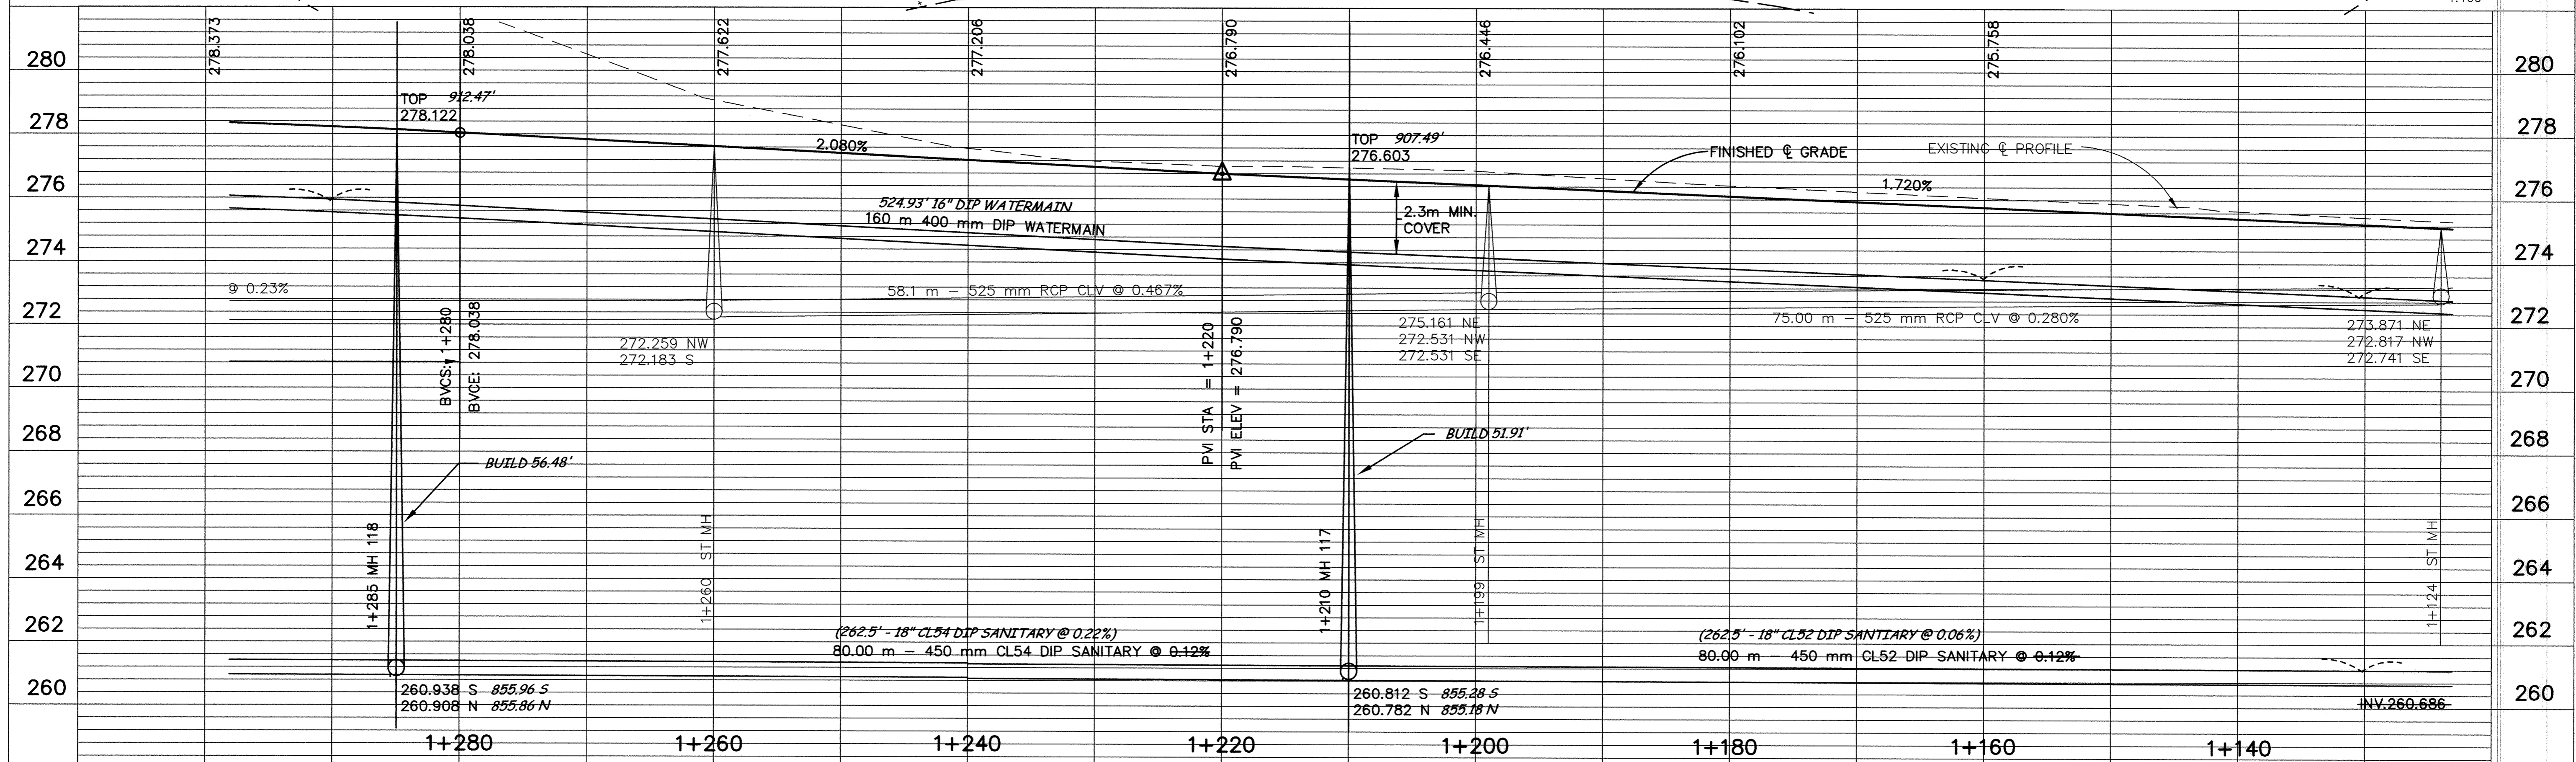 278.373
278.038
277.622
277.206
276.790
276.446
276.102
275.758
280
280
TOP 912.47'
278.122
278
278
2.080%
TOP 907.49'
276.603
FINISHED ℄ GRADE
EXISTING ℄ PROFILE
276
276
1.720%
524.93' 16" DIP WATERMAIN
160 m 400 mm DIP WATERMAIN
2.3m MIN.
COVER
274
274
@ 0.23%
58.1 m - 525 mm RCP CLV @ 0.467%
272
272
BVCS: 1+280
BVCE: 278.038
272.259 NW
272.183 S
PVI STA = 1+220
PVI ELEV = 276.790
275.161 NE
272.531 NW
272.531 SE
75.00 m - 525 mm RCP CLV @ 0.280%
273.871 NE
272.817 NW
272.741 SE
270
270
268
268
BUILD 56.48'
BUILD 51.91'
266
266
1+285 MH 118
1+260 ST MH
1+210 MH 117
1+199 ST MH
1+124 ST MH
264
264
262
262
(262.5' - 18" CL54 DIP SANITARY @ 0.22%)
80.00 m - 450 mm CL54 DIP SANITARY @ 0.12%
(262.5' - 18" CL52 DIP SANTIARY @ 0.06%)
80.00 m - 450 mm CL52 DIP SANITARY @ 0.12%
260
260
260.938 S 855.96 S
260.908 N 855.86 N
260.812 S 855.28 S
260.782 N 855.18 N
INV.260.686
1+280
1+260
1+240
1+220
1+200
1+180
1+160
1+140